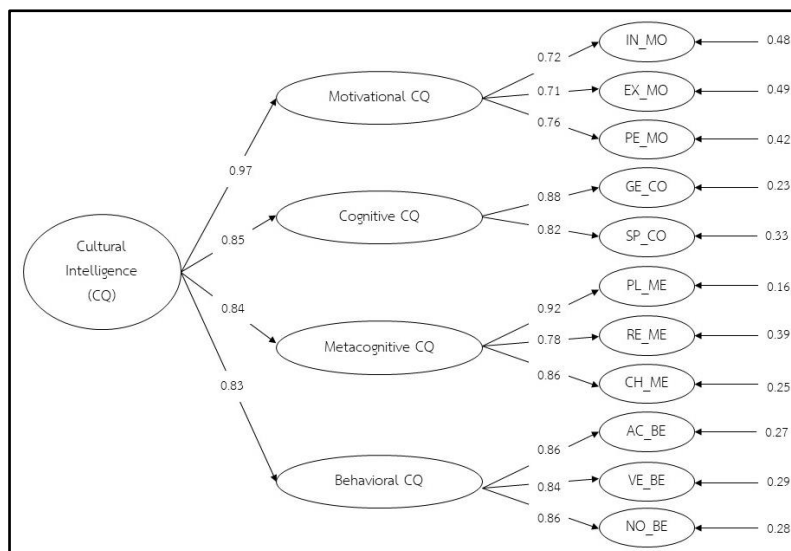 IN_MO
0.48
0.72
Motivational CQ
0.71
EX_MO
0.49
0.76
PE_MO
0.42
0.97
GE_CO
0.23
0.88
Cognitive CQ
0.82
SP_CO
0.33
0.85
Cultural
Intelligence
(CQ)
PL_ME
0.16
0.92
0.84
Metacognitive CQ
0.78
RE_ME
0.39
0.86
CH_ME
0.25
0.83
AC_BE
0.27
0.86
Behavioral CQ
0.84
VE_BE
0.29
0.86
NO_BE
0.28